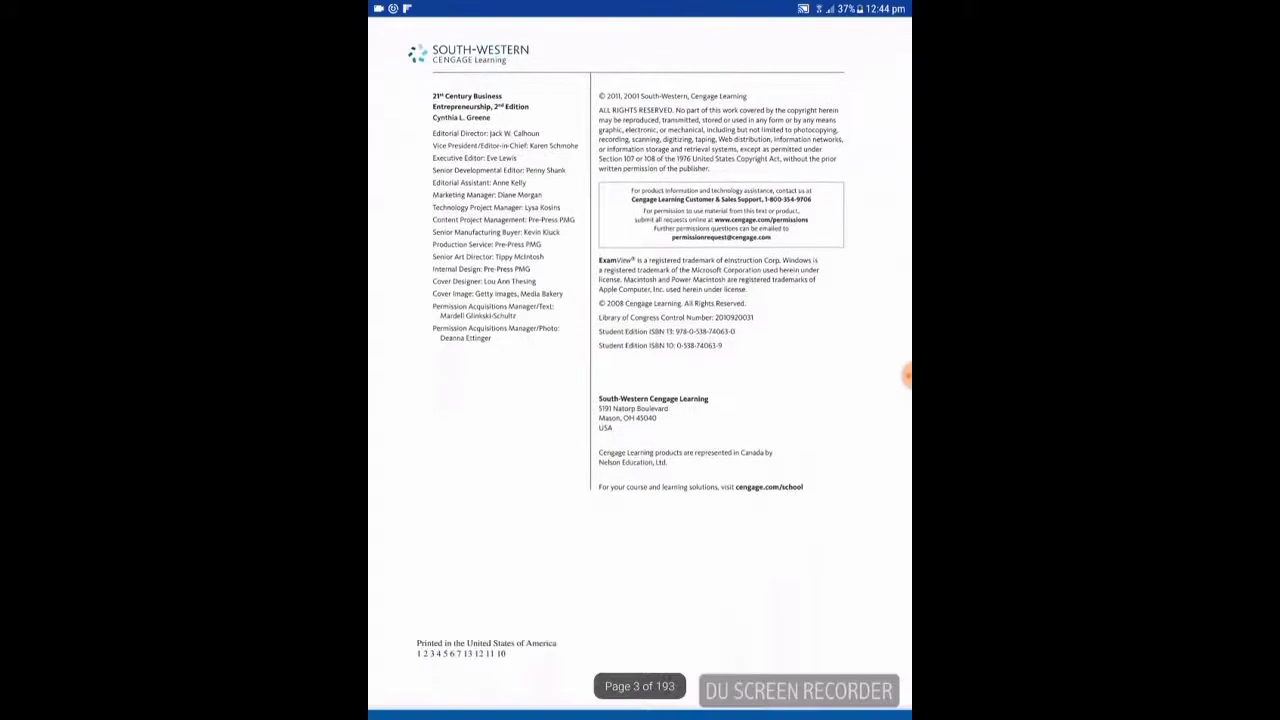 37% 12:44 pm
SOUTH-WESTERN
CENGAGE Learning
21st Century Business
Entrepreneurship, 2nd Edition
Cynthia L. Greene
Editorial Director: Jack W. Calhoun
Vice President/Editor-in-Chief: Karen Schmohe
Executive Editor: Eve Lewis
Senior Developmental Editor: Penny Shank
Editorial Assistant: Anne Kelly
Marketing Manager: Diane Morgan
Technology Project Manager: Lysa Kosins
Content Project Management: Pre-Press PMG
Senior Manufacturing Buyer: Kevin Kluck
Production Service: Pre-Press PMG
Senior Art Director: Tippy McIntosh
Internal Design: Pre-Press PMG
Cover Designer: Lou Ann Thesing
Cover Image: Getty Images, Media Bakery
Permission Acquisitions Manager/Text:
Mardell Glinkski-Schultz
Permission Acquisitions Manager/Photo:
Deanna Ettinger
© 2011, 2001 South-Western, Cengage Learning
ALL RIGHTS RESERVED. No part of this work covered by the copyright herein
may be reproduced, transmitted, stored or used in any form or by any means
graphic, electronic, or mechanical, including but not limited to photocopying,
recording, scanning, digitizing, taping, Web distribution, information networks,
or information storage and retrieval systems, except as permitted under
Section 107 or 108 of the 1976 United States Copyright Act, without the prior
written permission of the publisher.
For product information and technology assistance, contact us at
Cengage Learning Customer & Sales Support, 1-800-354-9706
For permission to use material from this text or product,
submit all requests online at www.cengage.com/permissions
Further permissions questions can be emailed to
permissionrequest@cengage.com
ExamView® is a registered trademark of eInstruction Corp. Windows is
a registered trademark of the Microsoft Corporation used herein under
license. Macintosh and Power Macintosh are registered trademarks of
Apple Computer, Inc. used herein under license.
© 2008 Cengage Learning. All Rights Reserved.
Library of Congress Control Number: 2010920031
Student Edition ISBN 13: 978-0-538-74063-0
Student Edition ISBN 10: 0-538-74063-9
South-Western Cengage Learning
5191 Natorp Boulevard
Mason, OH 45040
USA
Cengage Learning products are represented in Canada by
Nelson Education, Ltd.
For your course and learning solutions, visit cengage.com/school
Printed in the United States of America
1 2 3 4 5 6 7 13 12 11 10
Page 3 of 193
DU SCREEN RECORDER